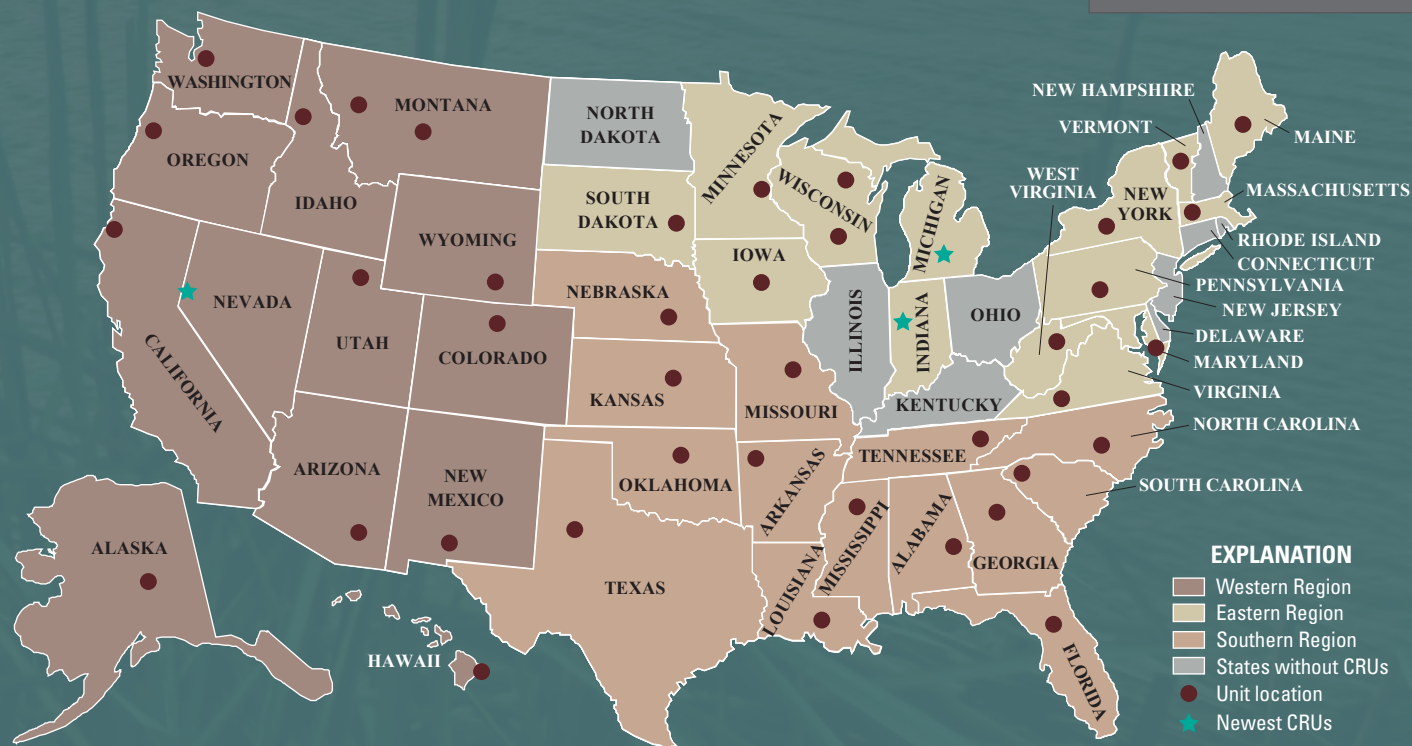 WASHINGTON
MONTANA
OREGON
IDAHO
WYOMING
NEVADA
UTAH
COLORADO
CALIFORNIA
ARIZONA
NEW
MEXICO
ALASKA
HAWAII
NORTH
DAKOTA
SOUTH
DAKOTA
NEBRASKA
KANSAS
OKLAHOMA
TEXAS
MINNESOTA
IOWA
MISSOURI
ARKANSAS
LOUISIANA
WISCONSIN
ILLINOIS
MICHIGAN
INDIANA
OHIO
KENTUCKY
TENNESSEE
MISSISSIPPI
ALABAMA
GEORGIA
FLORIDA
NEW HAMPSHIRE
VERMONT
WEST
VIRGINIA
NEW
YORK
MAINE
MASSACHUSETTS
RHODE ISLAND
CONNECTICUT
PENNSYLVANIA
NEW JERSEY
DELAWARE
MARYLAND
VIRGINIA
NORTH CAROLINA
SOUTH CAROLINA
EXPLANATION
Western Region
Eastern Region
Southern Region
States without CRUs
Unit location
Newest CRUs